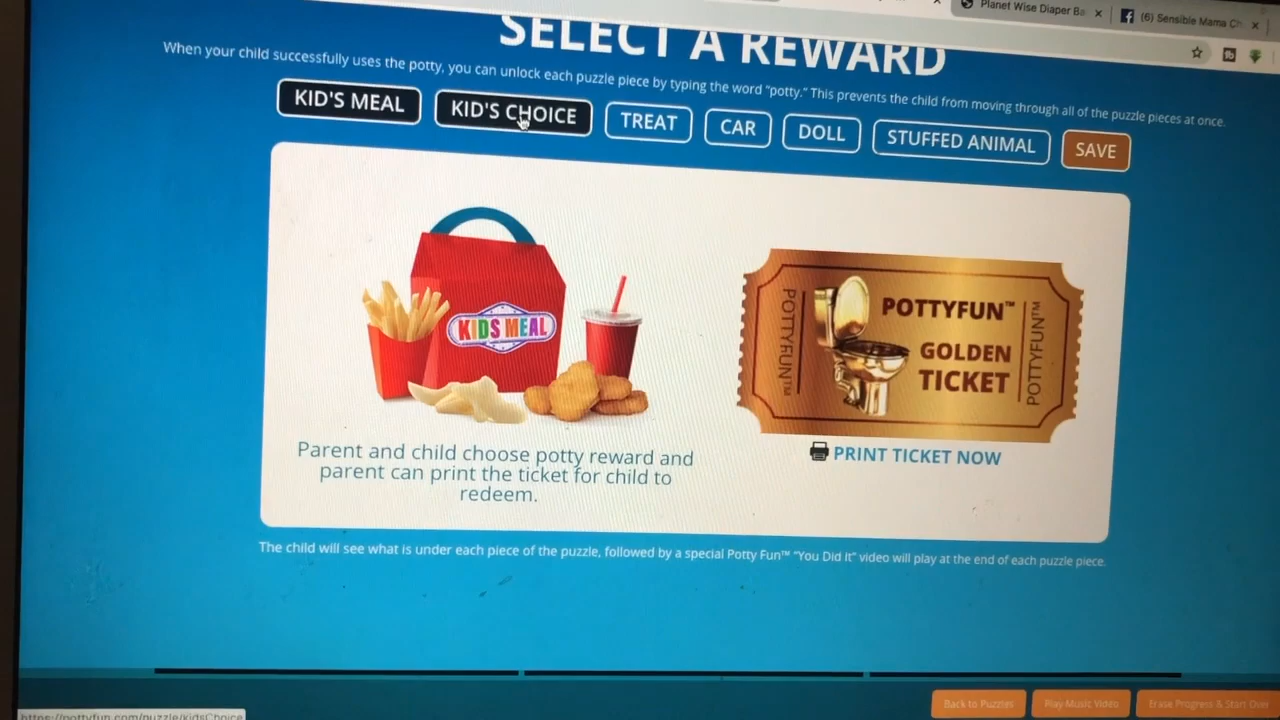 Planet Wise Diaper Ba
(6) Sensible Mama Ch
SELECT A REWARD
When your child successfully uses the potty, you can unlock each puzzle piece by typing the word "potty." This prevents the child from moving through all of the puzzle pieces at once.
KID'S MEAL
KID'S CHOICE
TREAT
CAR
DOLL
STUFFED ANIMAL
SAVE
KIDS MEAL
POTTYFUN™
POTTYFUN™
GOLDEN
TICKET
POTTYFUN™
PRINT TICKET NOW
Parent and child choose potty reward and
parent can print the ticket for child to
redeem.
The child will see what is under each piece of the puzzle, followed by a special Potty Fun™ "You Did It" video will play at the end of each puzzle piece.
Back to Puzzles
Play Music Video
Erase Progress & Start Over
https://pottyfun.com/puzzle/kidsChoice